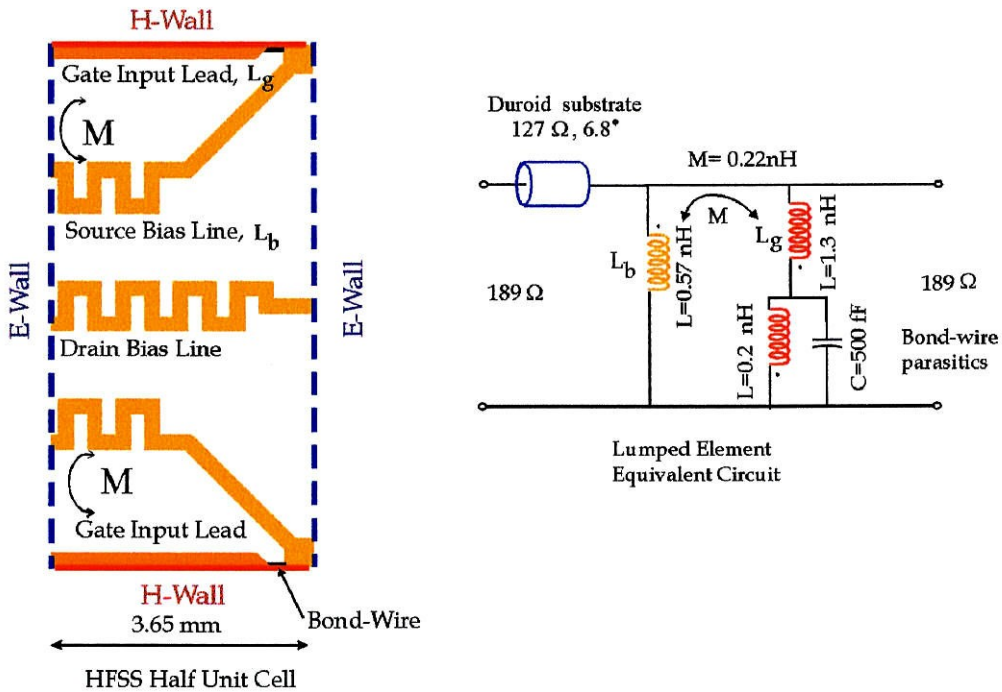 H-Wall
Gate Input Lead, Lg
M
Source Bias Line, Lb
E-Wall
E-Wall
Drain Bias Line
M
Gate Input Lead
H-Wall
3.65 mm
Bond-Wire
HFSS Half Unit Cell
Duroid substrate
127 Ω, 6.8°
M= 0.22nH
M
Lb
L=0.57 nH
Lg
L=1.3 nH
189 Ω
189 Ω
L=0.2 nH
C=500 fF
Bond-wire
parasitics
Lumped Element
Equivalent Circuit